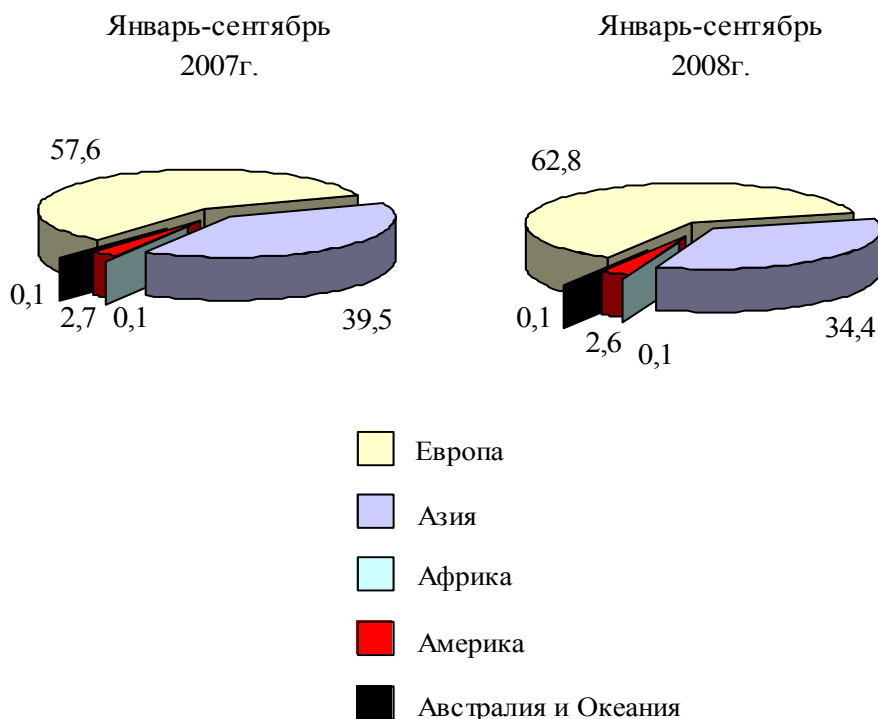 Январь-сентябрь
2007г.
Январь-сентябрь
2008г.
57,6
0,1
2,7
0,1
39,5
62,8
0,1
2,6
0,1
34,4
Европа
Азия
Африка
Америка
Австралия и Океания